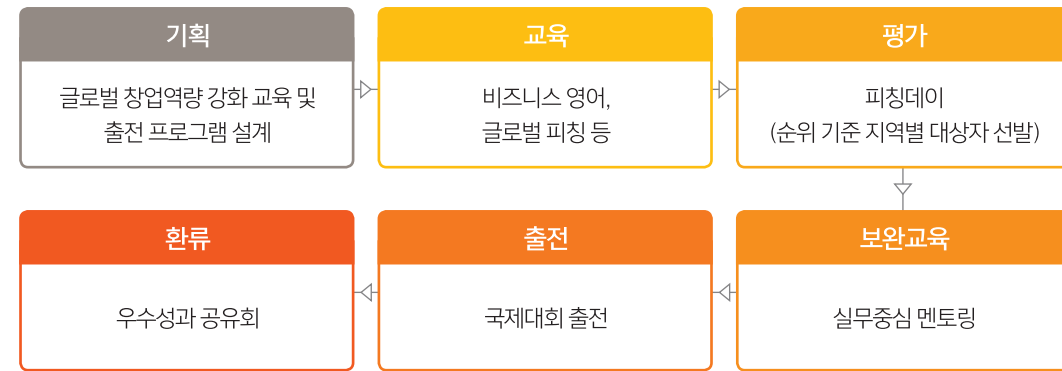 기획
글로벌 창업역량 강화 교육 및
출전 프로그램 설계
교육
비즈니스 영어,
글로벌 피칭 등
평가
피칭데이
(순위 기준 지역별 대상자 선발)
보완교육
실무중심 멘토링
출전
국제대회 출전
환류
우수성과 공유회